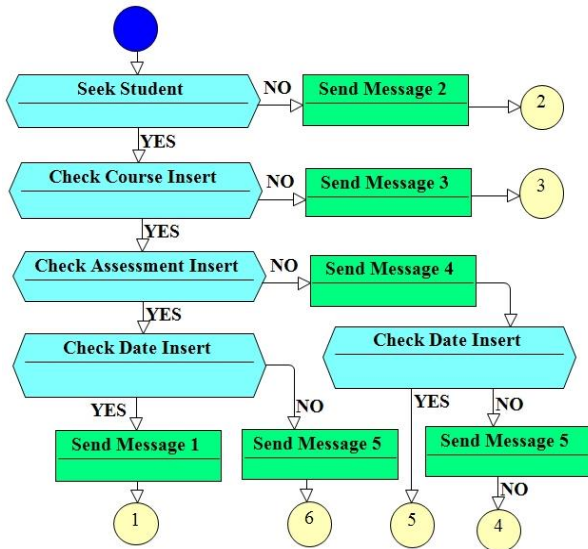 Seek Student
NO
Send Message 2
2
YES
Check Course Insert
NO
Send Message 3
3
YES
Check Assessment Insert
NO
Send Message 4
YES
Check Date Insert
Check Date Insert
YES
NO
YES
NO
Send Message 1
Send Message 5
Send Message 5
NO
1
6
5
4